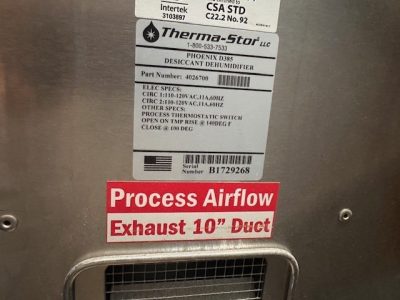 Intertek
3103897
CSA STD
C22.2 No. 92
Therma-Stor LLC
1-800-533-7533
PHOENIX D385
DESICCANT DEHUMIDIFIER
Part Number: 4026700
ELEC SPECS:
CIRC 1:110-120VAC,11A,60HZ
CIRC 2:110-120VAC,11A,60HZ
OTHER SPECS:
PROCESS THERMOSTATIC SWITCH
OPEN ON TMP RISE @ 140DEG F
CLOSE @ 100 DEG
Serial
Number B1729268
Process Airflow
Exhaust 10” Duct